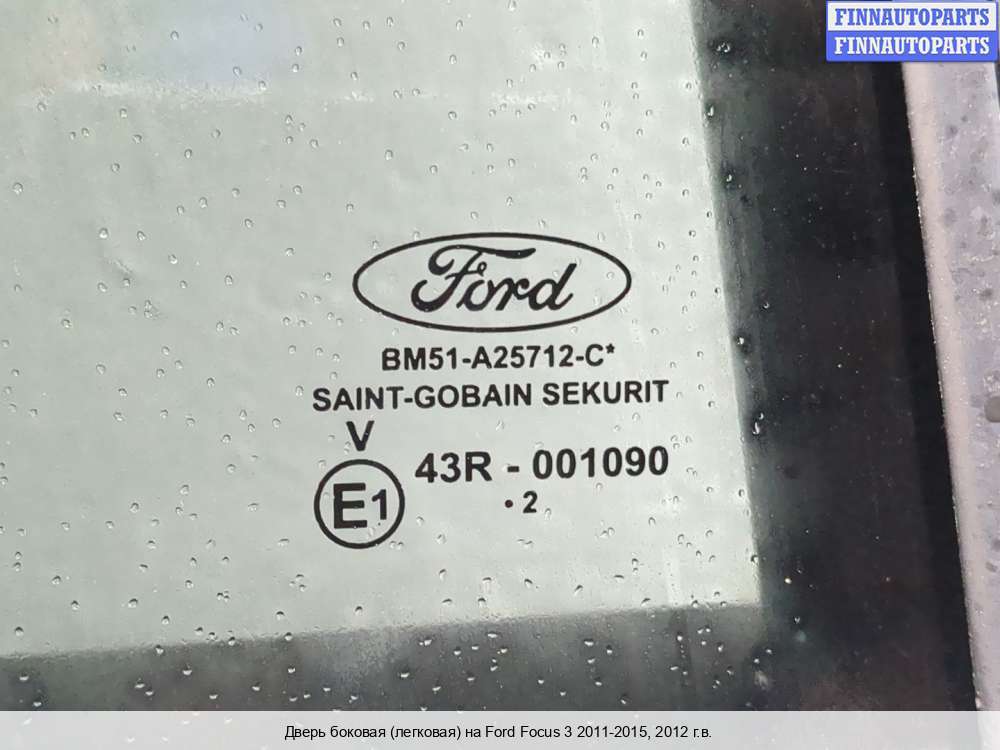 FINNAUTOPARTS
FINNAUTOPARTS
Ford
BM51-A25712-C*
SAINT-GOBAIN SEKURIT
V
E1 43R - 001090
· 2
Дверь боковая (легковая) на Ford Focus 3 2011-2015, 2012 г.в.